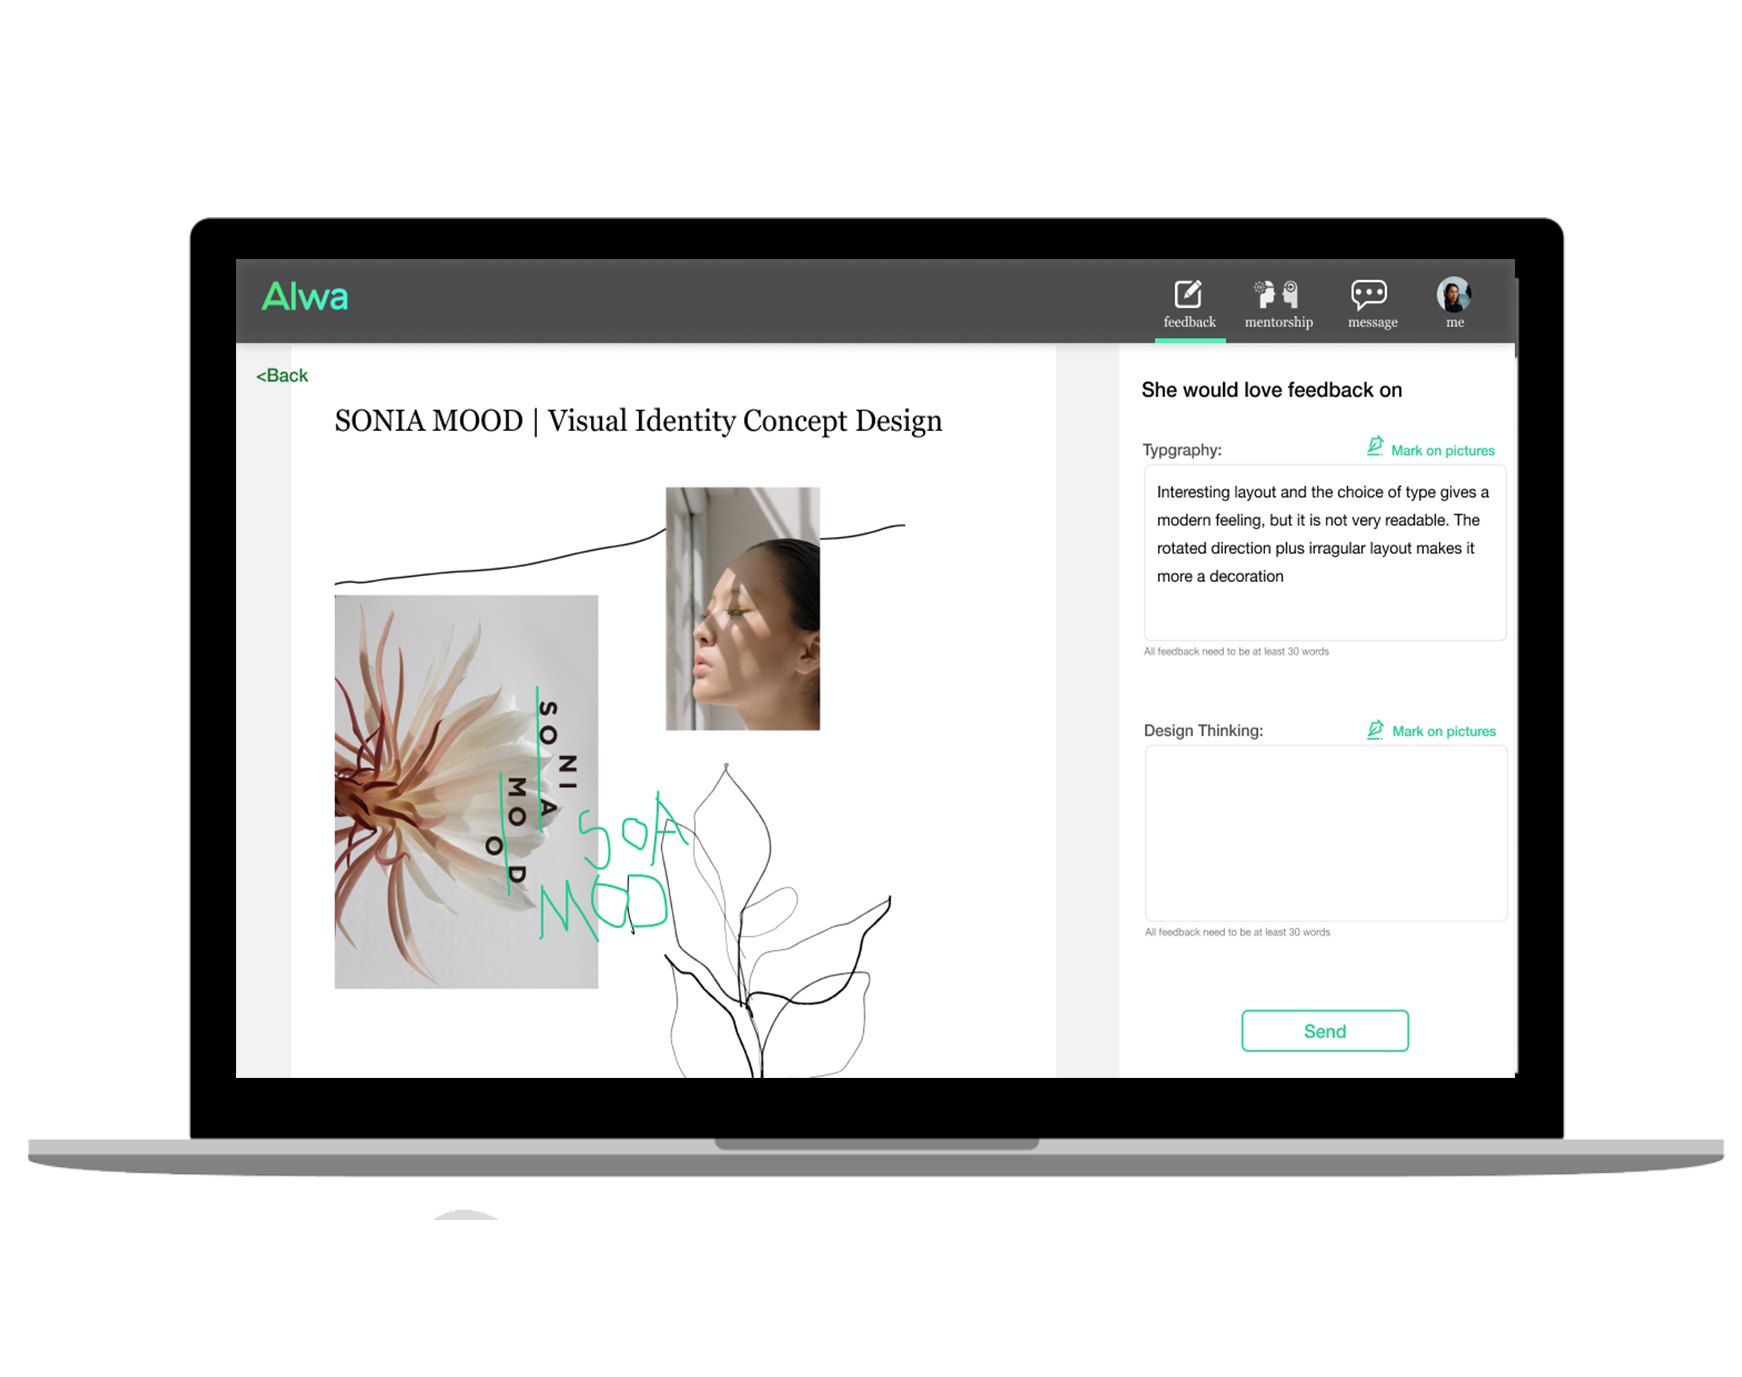 Alwa
feedback
mentorship
message
me
<Back
SONIA MOOD | Visual Identity Concept Design
SONIA
MOOD
SOA
MOD
She would love feedback on
Typgraphy:
Mark on pictures
Interesting layout and the choice of type gives a
modern feeling, but it is not very readable. The
rotated direction plus irragular layout makes it
more a decoration
All feedback need to be at least 30 words
Design Thinking:
Mark on pictures
All feedback need to be at least 30 words
Send